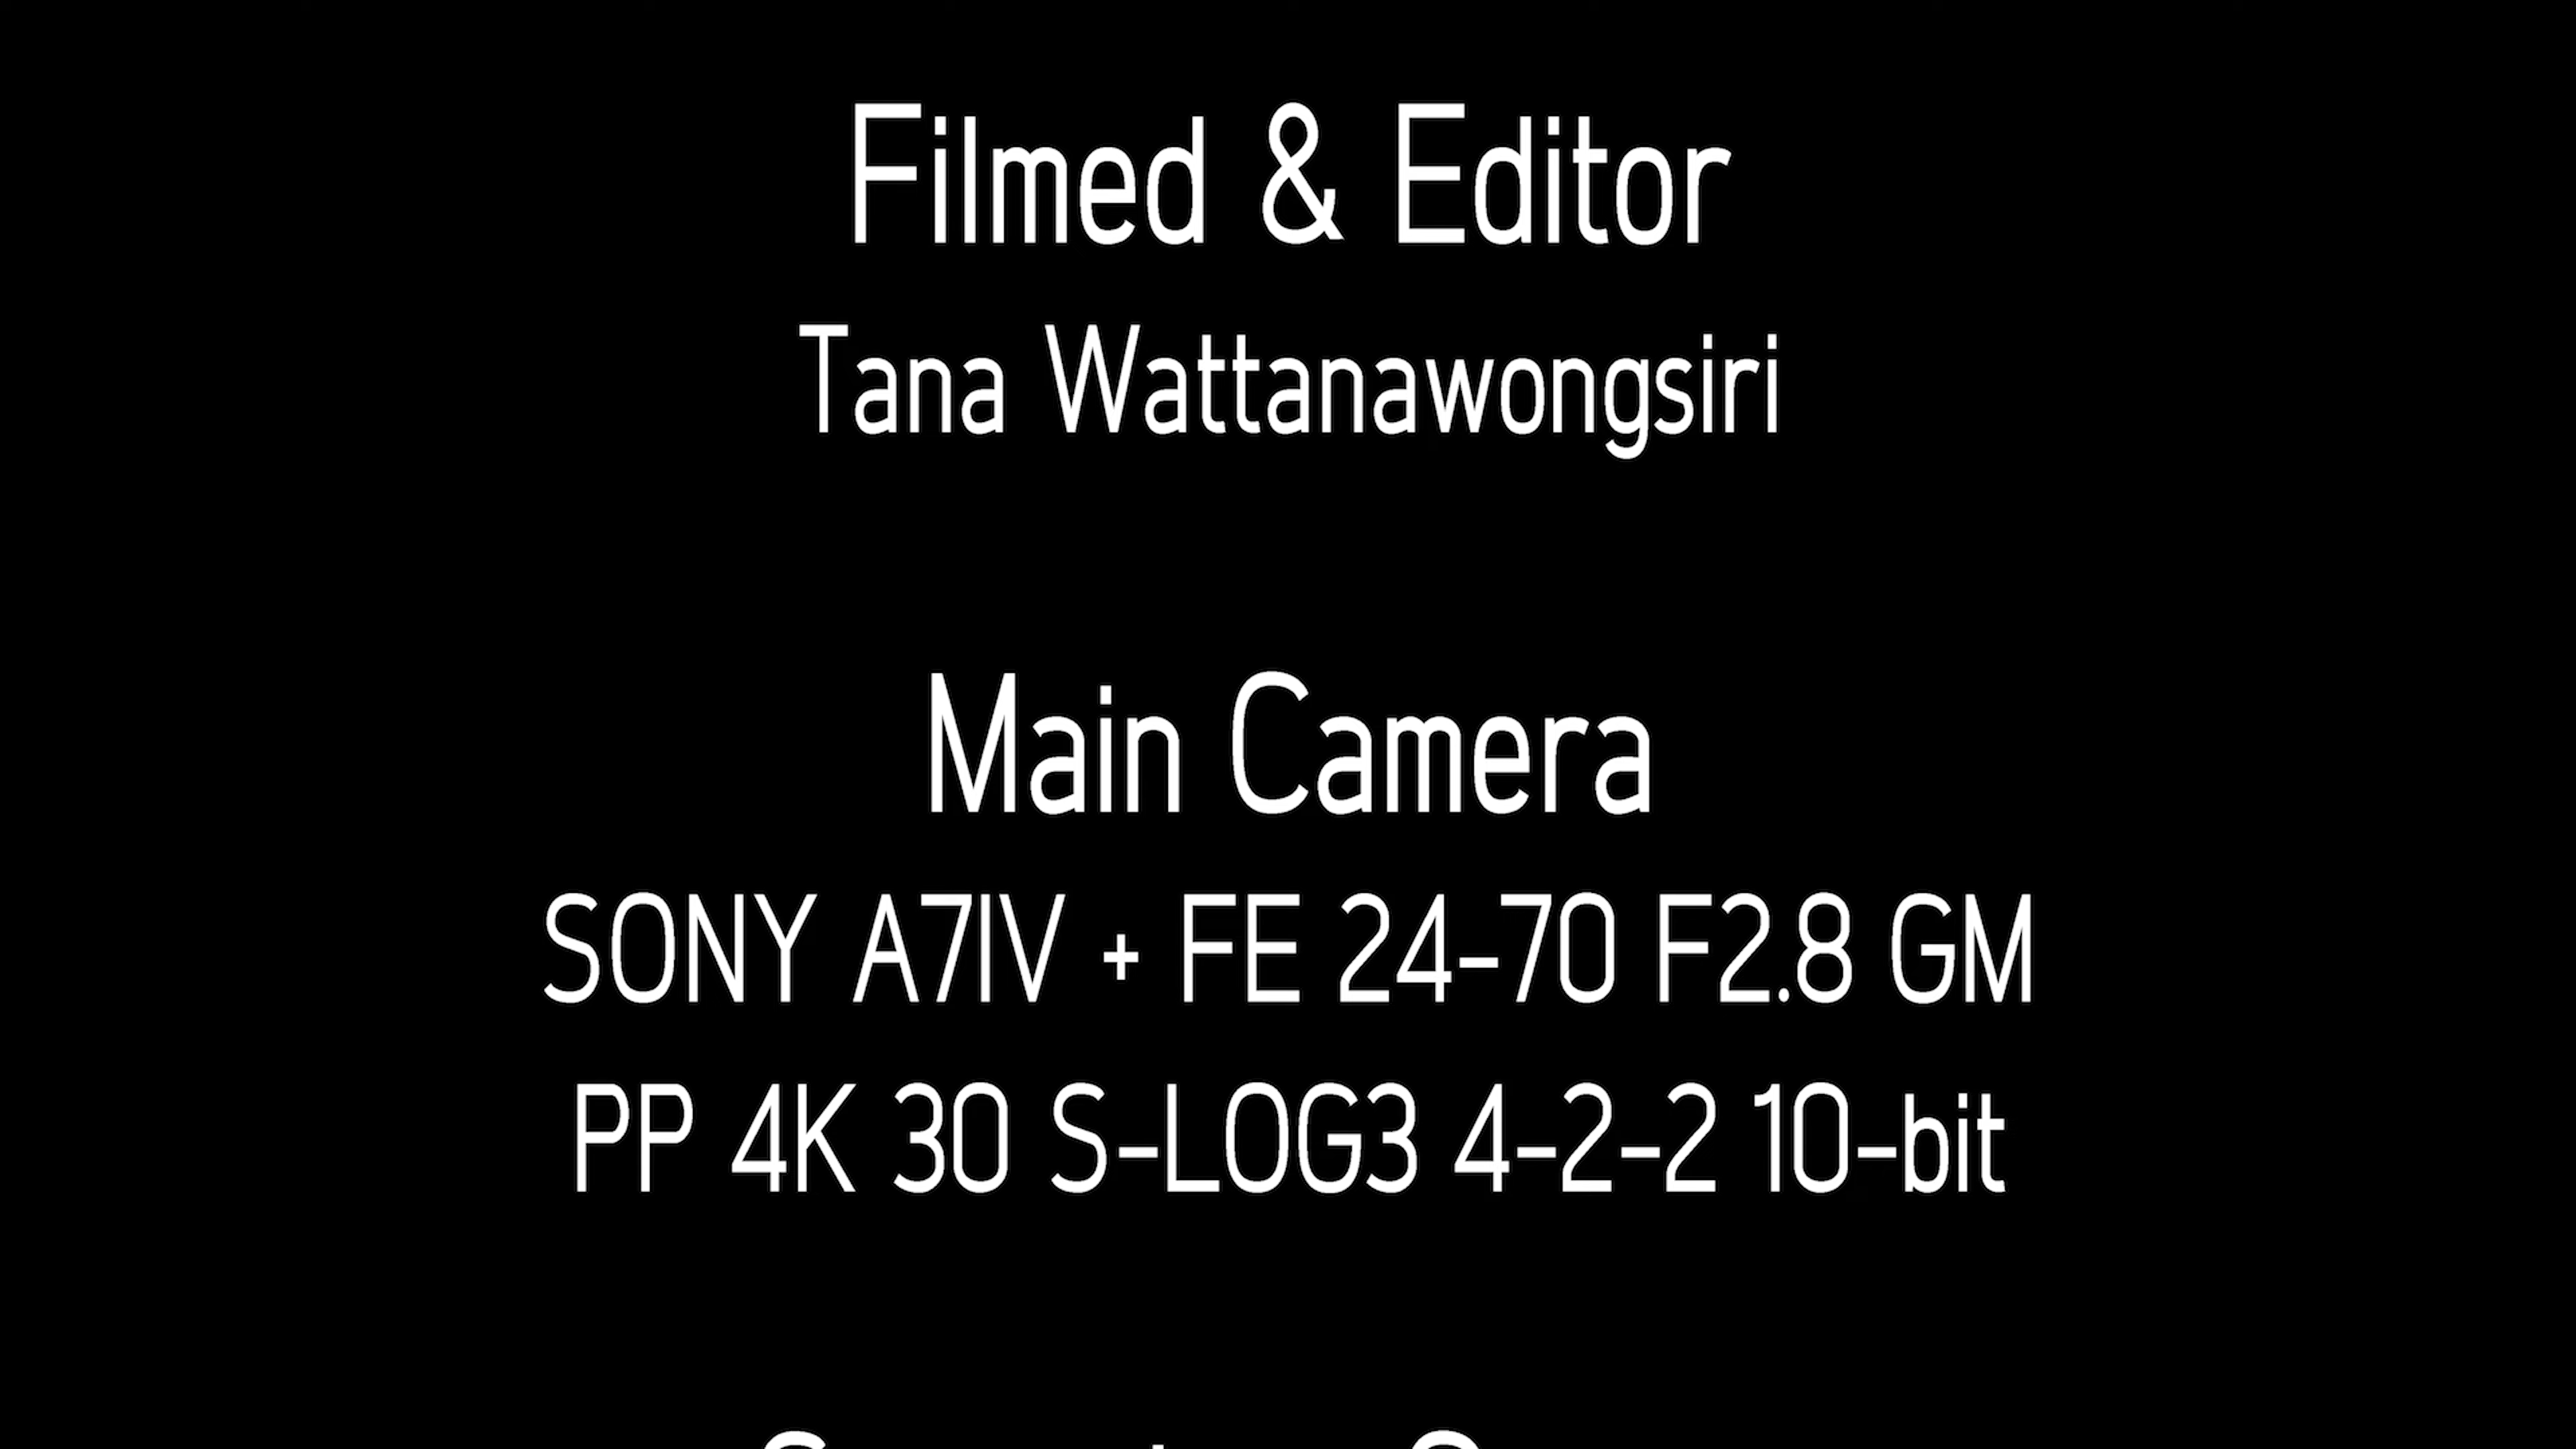 Filmed & Editor
Tana Wattanawongsiri
Main Camera
SONY A7IV + FE 24-70 F2.8 GM
PP 4K 30 S-LOG3 4-2-2 10-bit